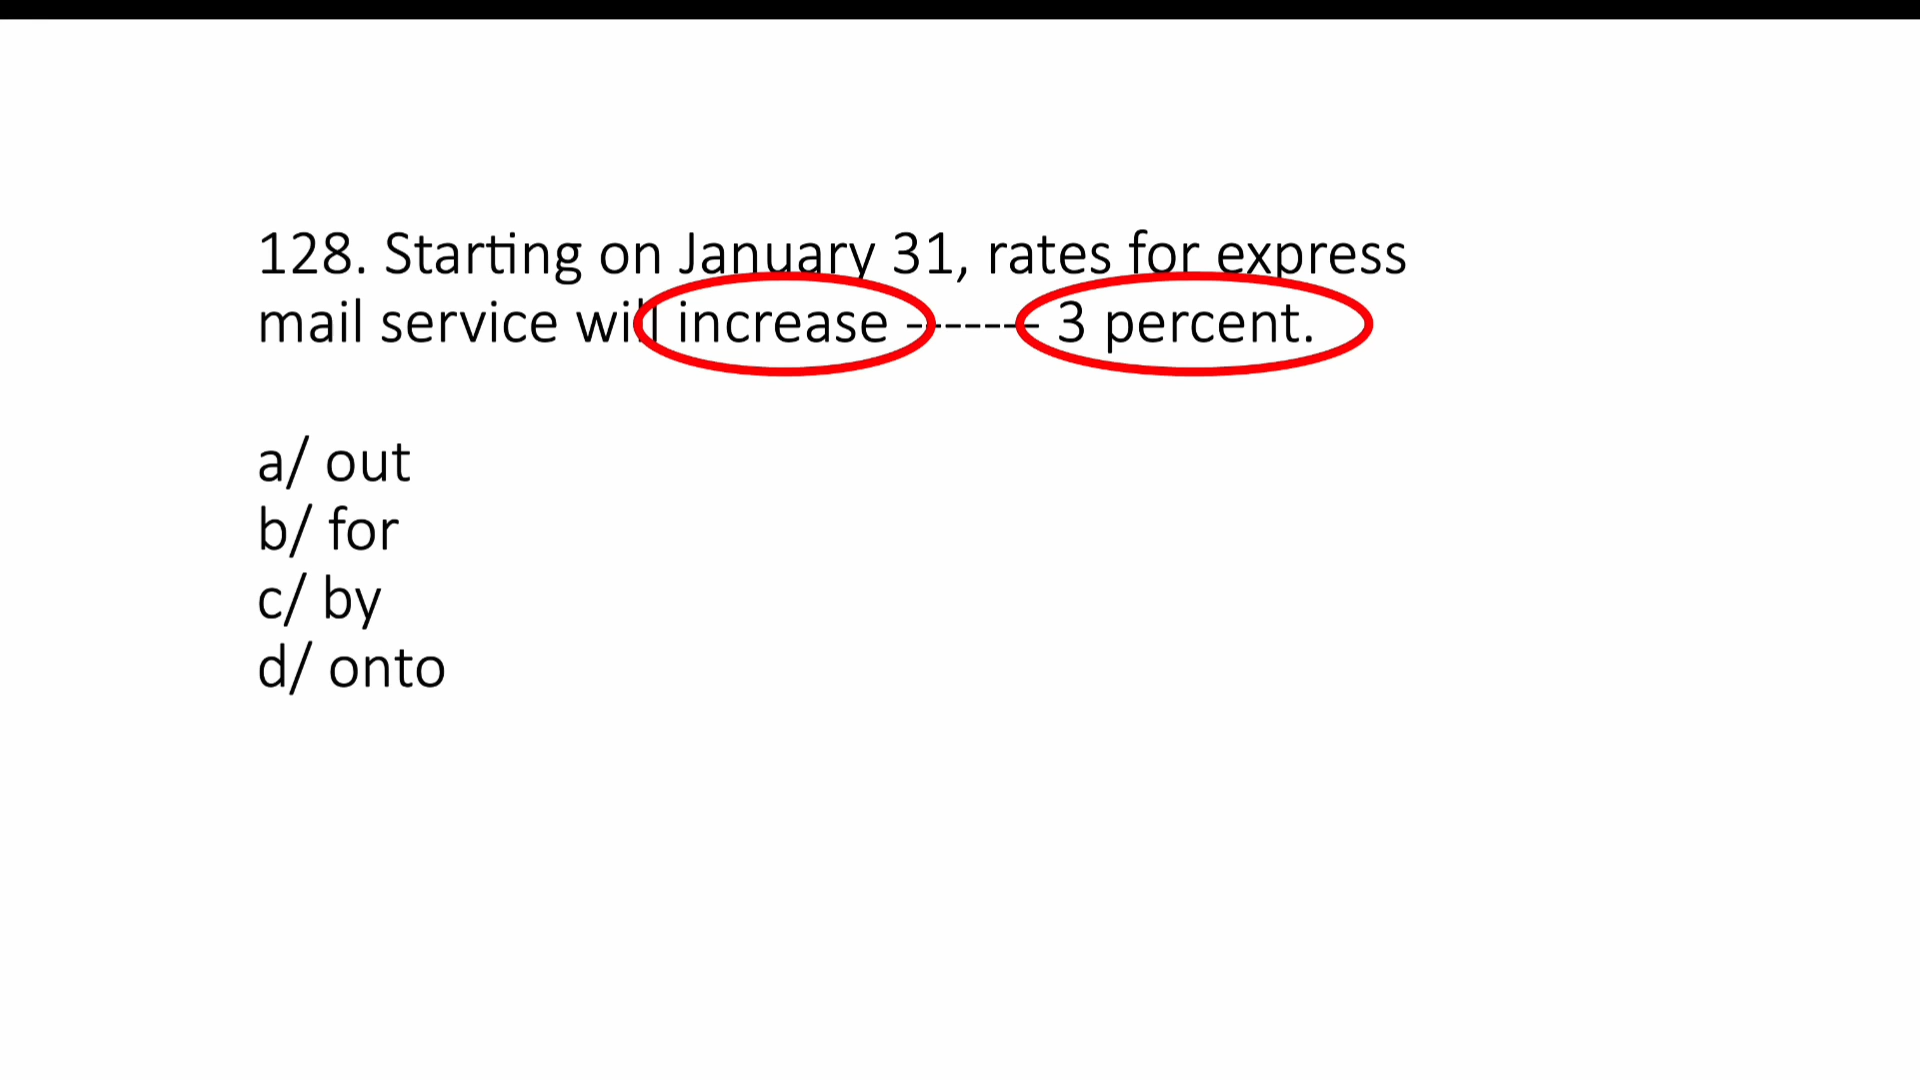 128. Starting on January 31, rates for express
mail service will increase ------- 3 percent.
a/ out
b/ for
c/ by
d/ onto